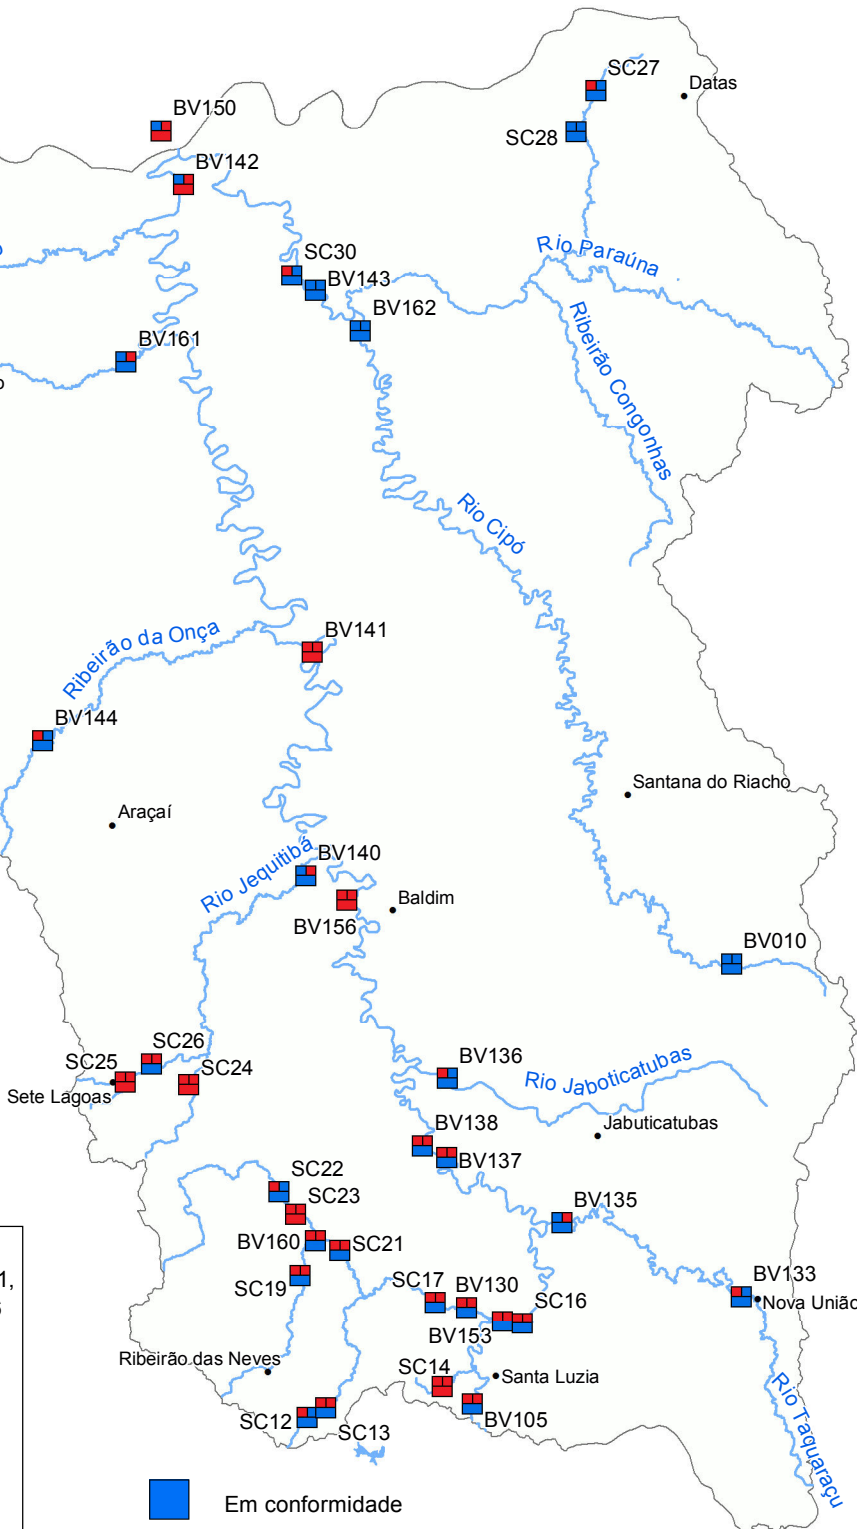 SC27
Datas
BV150
SC28
BV142
Rio Paraúna
SC30
BV143
BV162
BV161
Ribeirão Congonhas
o
Rio Cipó
Ribeirão da Onça
BV141
BV144
Santana do Riacho
Araçaí
Rio Jequitibá
BV140
Baldim
BV156
BV010
SC26
SC25
SC24
Sete Lagoas
BV136
Rio Jaboticatubas
BV138
Jabuticatubas
BV137
SC22
SC23
BV135
BV160
SC21
SC19
SC17
BV130
SC16
BV133
Nova União
1,
BV153
Ribeirão das Neves
SC14
Santa Luzia
SC12
SC13
BV105
Rio Taquaraçu
Em conformidade